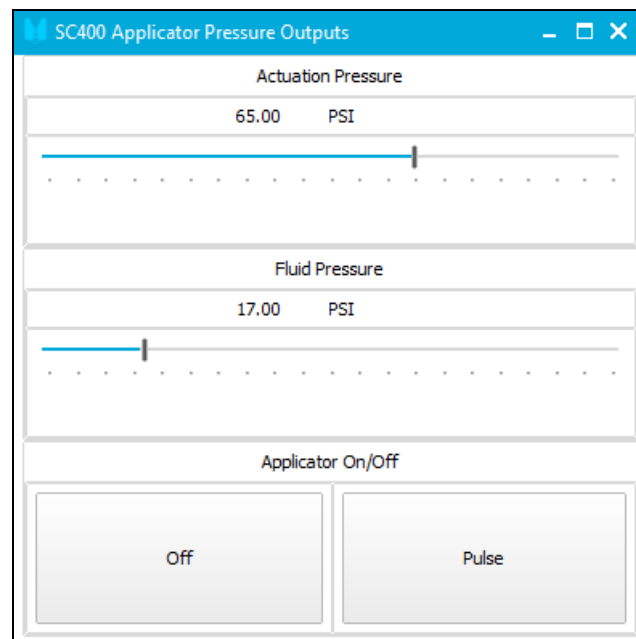 SC400 Applicator Pressure Outputs
Actuation Pressure
65.00 PSI
Fluid Pressure
17.00 PSI
Applicator On/Off
Off Pulse